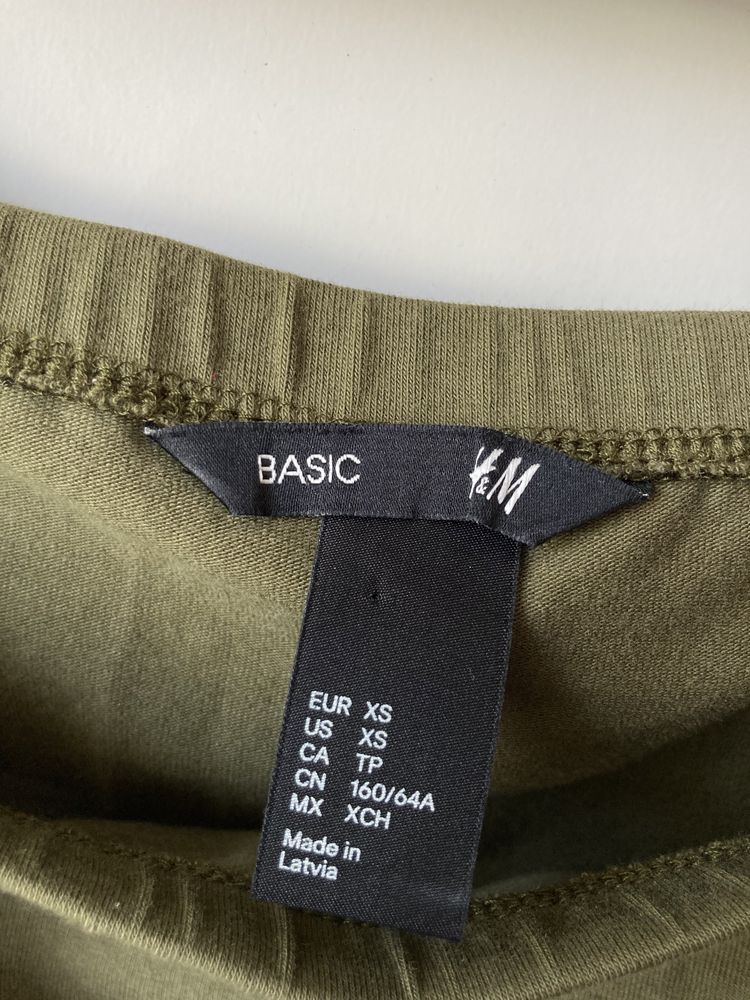 BASIC H&M
EUR XS
US XS
CA TP
CN 160/64A
MX XCH
Made in
Latvia